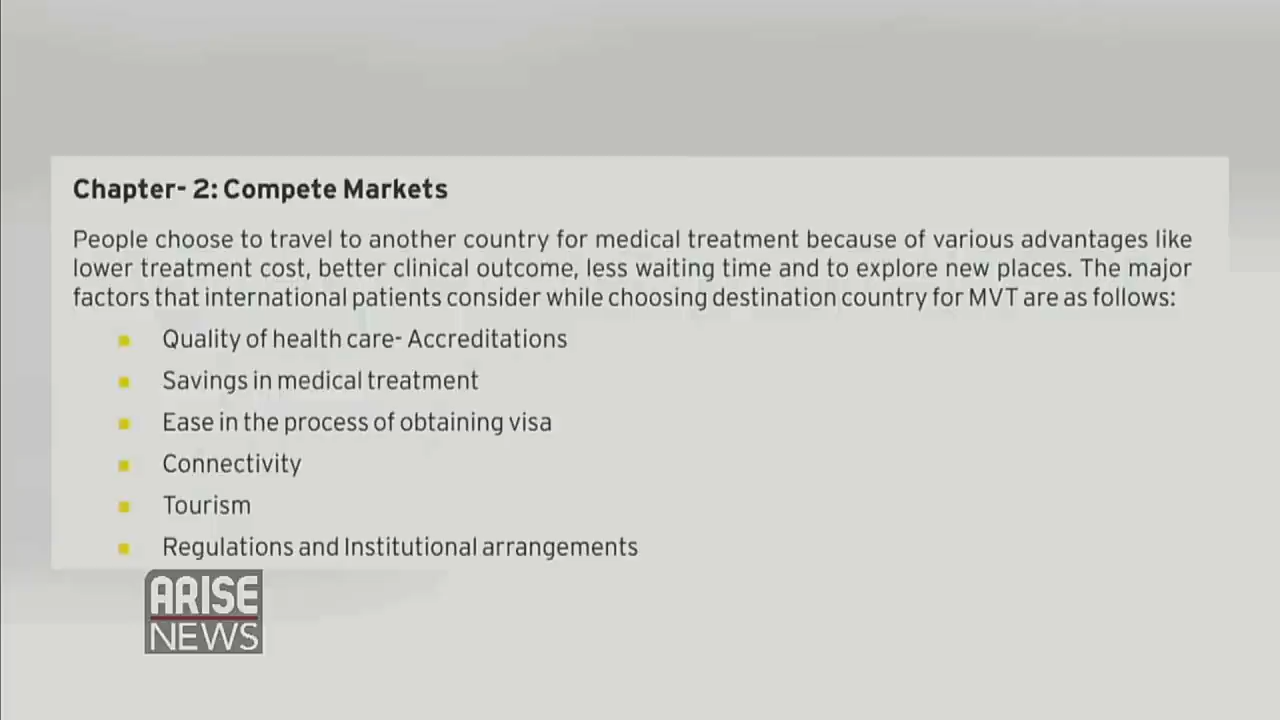 Chapter- 2: Compete Markets
People choose to travel to another country for medical treatment because of various advantages like
lower treatment cost, better clinical outcome, less waiting time and to explore new places. The major
factors that international patients consider while choosing destination country for MVT are as follows:
Quality of health care- Accreditations
Savings in medical treatment
Ease in the process of obtaining visa
Connectivity
Tourism
Regulations and Institutional arrangements
ARISE
NEWS